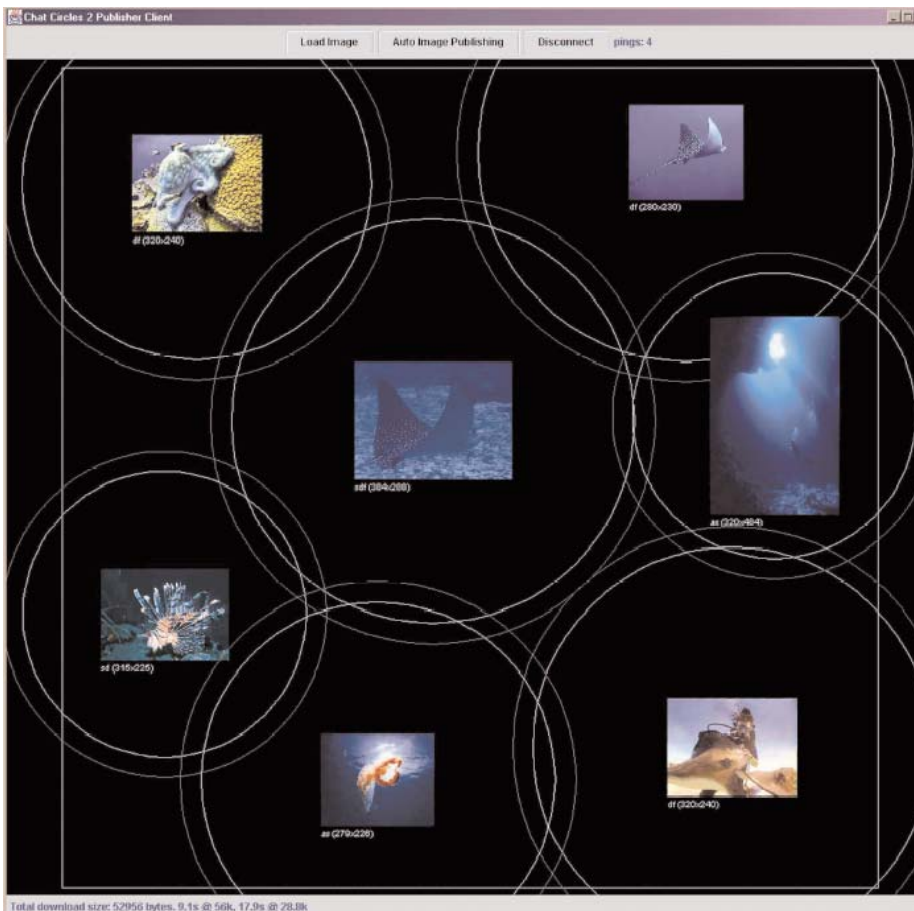 Chat Circles 2 Publisher Client
Load Image Auto Image Publishing Disconnect pings: 4
df (320x240)
df (280x230)
sdf (384x288)
as (320x484)
sd (315x225)
as (279x226)
df (320x240)
Total download size: 52956 bytes, 9.1s @ 56k, 17.9s @ 28.8k